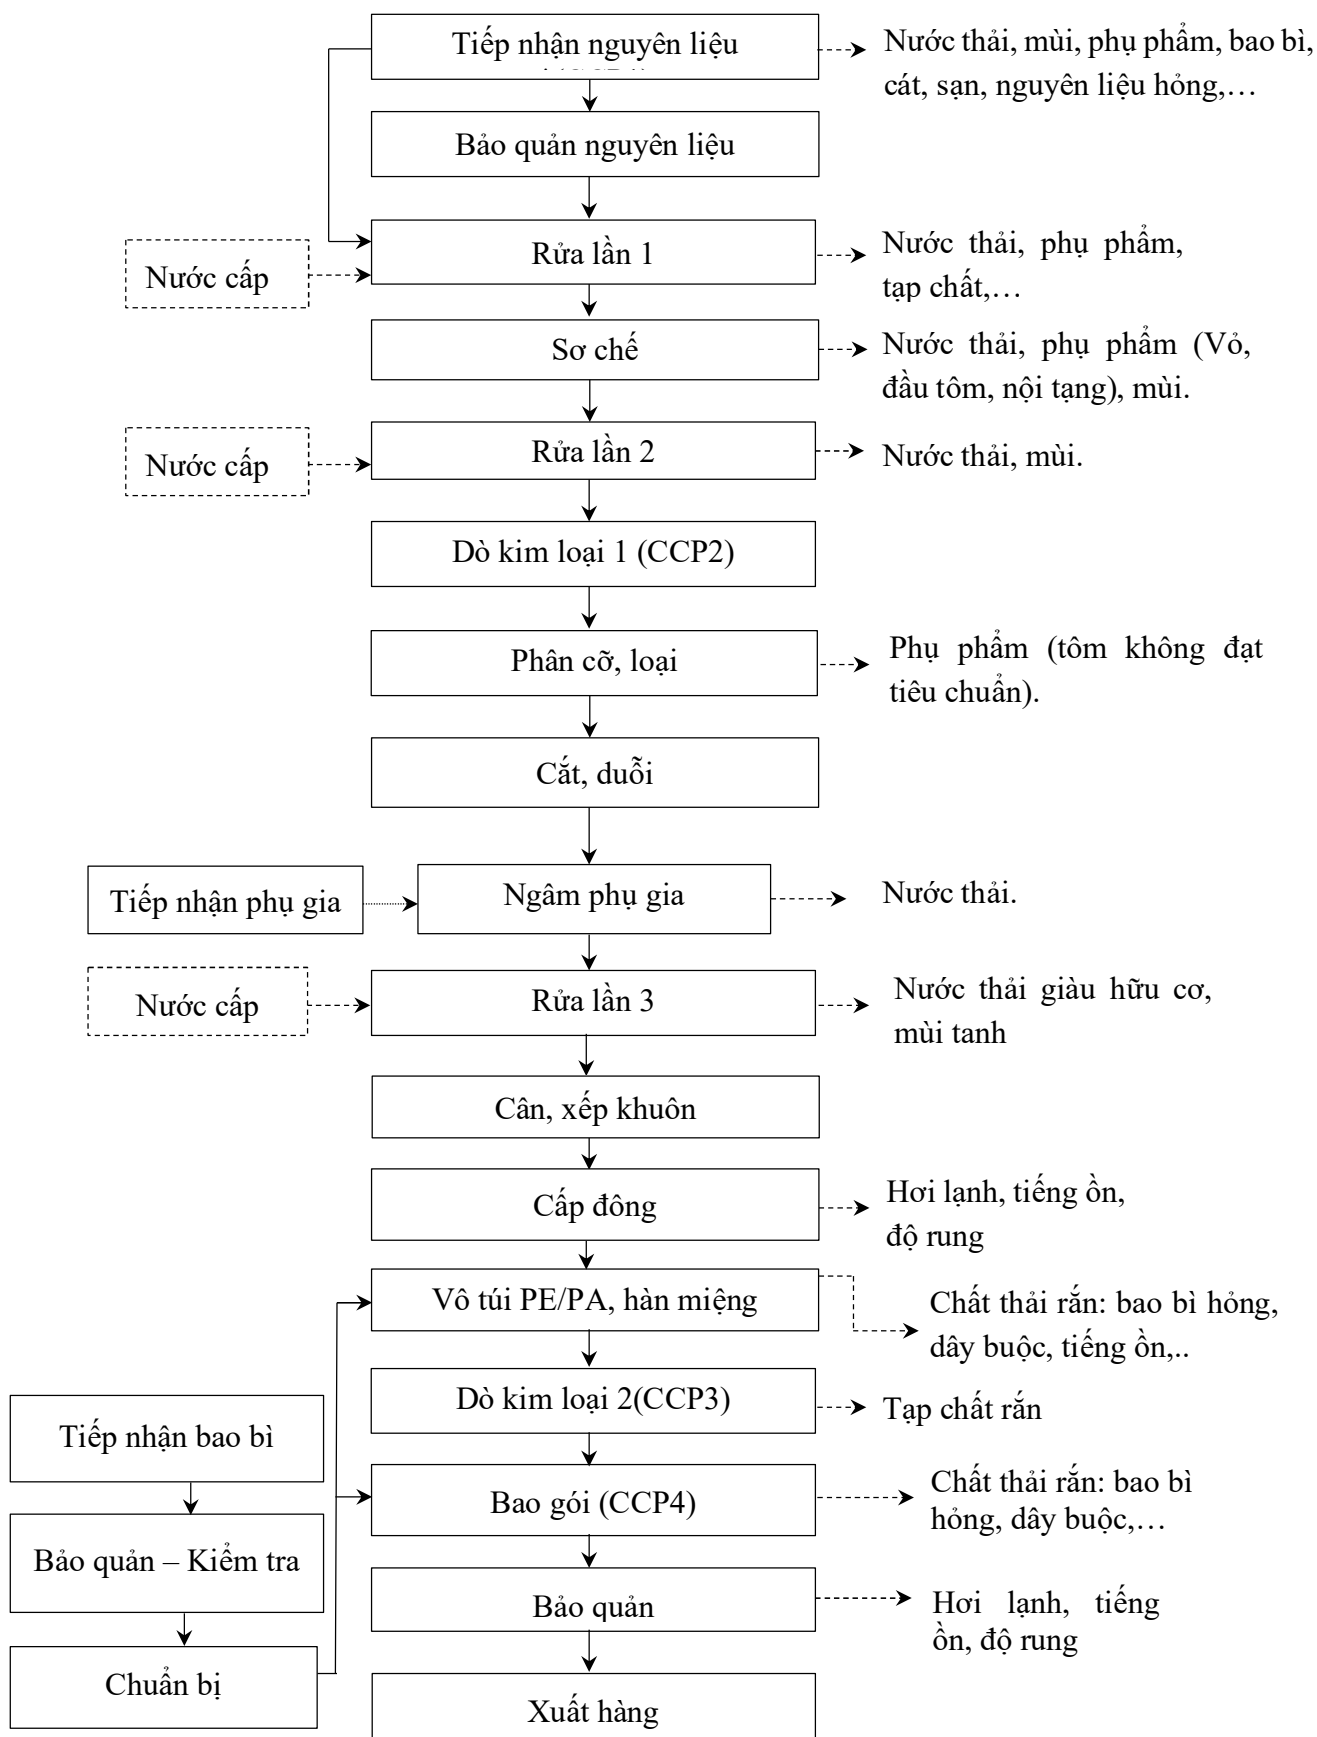 Tiếp nhận nguyên liệu
Nước thải, mùi, phụ phẩm, bao bì,
cát, sạn, nguyên liệu hỏng,…
Bảo quản nguyên liệu
Rửa lần 1
Nước cấp
Nước thải, phụ phẩm,
tạp chất,…
Sơ chế
Nước thải, phụ phẩm (Vỏ,
đầu tôm, nội tạng), mùi.
Rửa lần 2
Nước cấp
Nước thải, mùi.
Dò kim loại 1 (CCP2)
Phân cỡ, loại
Phụ phẩm (tôm không đạt
tiêu chuẩn).
Cắt, duỗi
Tiếp nhận phụ gia
Ngâm phụ gia
Nước thải.
Nước cấp
Rửa lần 3
Nước thải giàu hữu cơ,
mùi tanh
Cân, xếp khuôn
Cấp đông
Hơi lạnh, tiếng ồn,
độ rung
Vô túi PE/PA, hàn miệng
Chất thải rắn: bao bì hỏng,
dây buộc, tiếng ồn,..
Dò kim loại 2(CCP3)
Tạp chất rắn
Tiếp nhận bao bì
Bao gói (CCP4)
Chất thải rắn: bao bì
hỏng, dây buộc,…
Bảo quản – Kiểm tra
Bảo quản
Hơi lạnh, tiếng
ồn, độ rung
Chuẩn bị
Xuất hàng